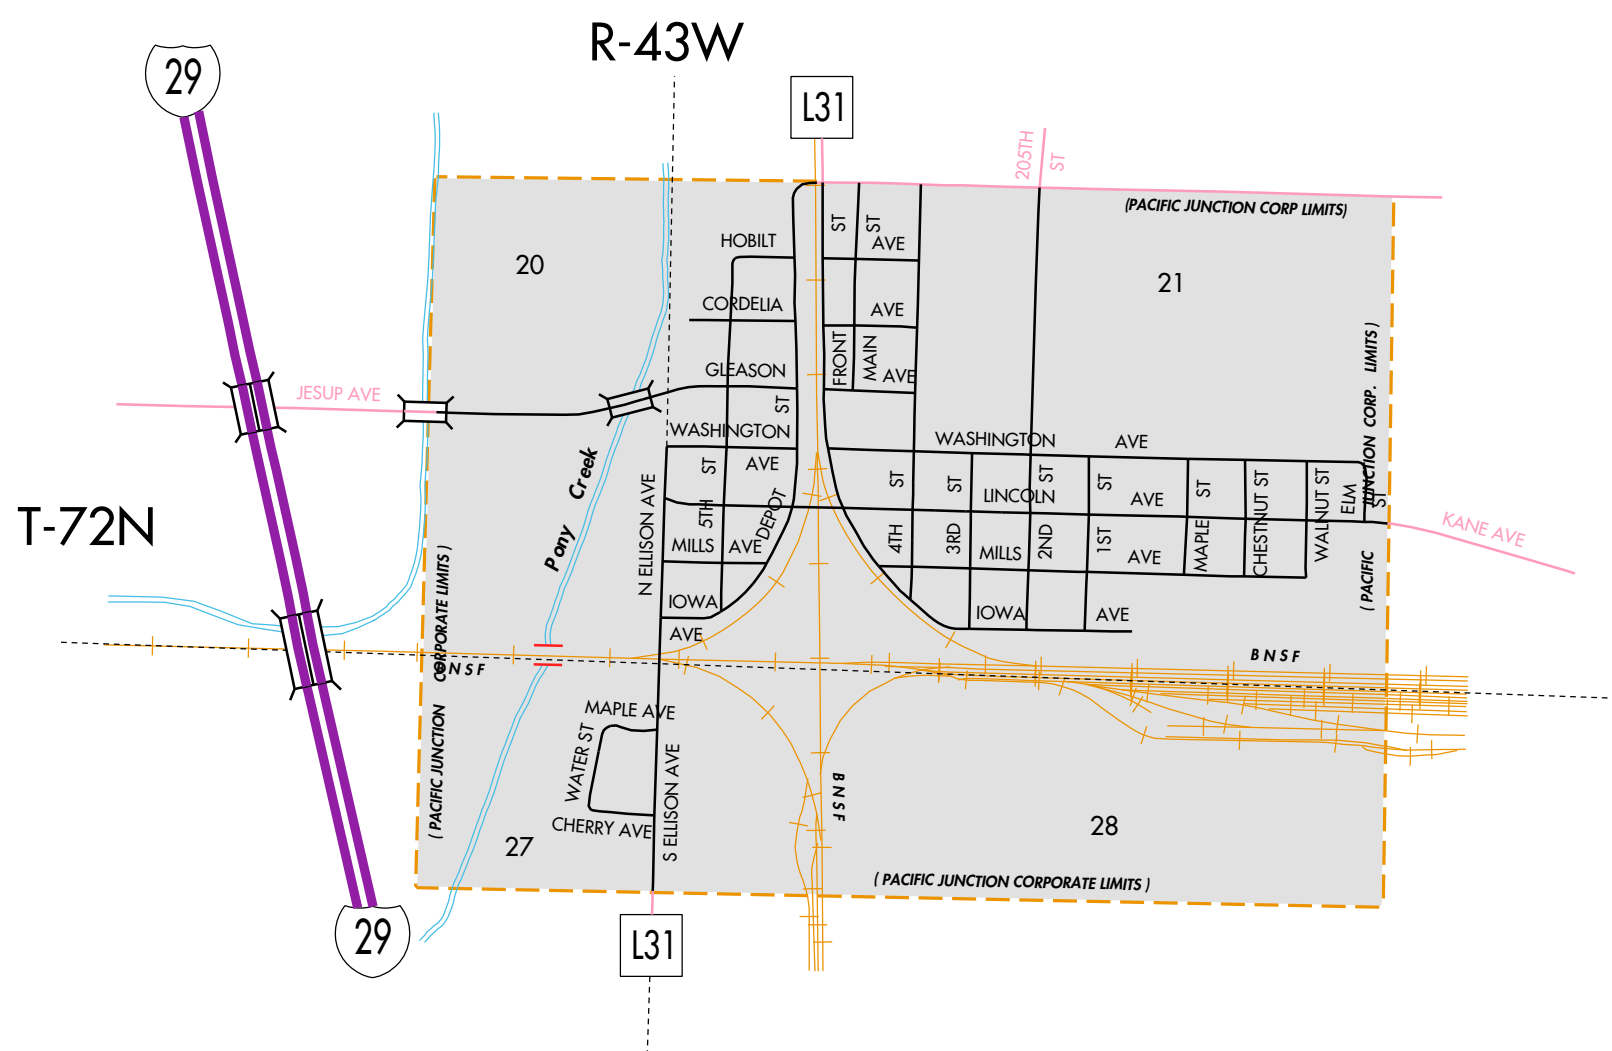 R-43W
29
L31
205TH
ST
(PACIFIC JUNCTION CORP LIMITS)
HOBILT
ST
ST
AVE
20
21
CORDELIA
AVE
JUNCTION CORP. LIMITS )
GLEASON
FRONT
MAIN
AVE
JESUP AVE
ST
WASHINGTON
WASHINGTON
AVE
ST
AVE
Pony Creek
N ELLISON AVE
5TH
DEPOT
ST
ST
LINCOLN
ST
ST
AVE
ST
CHESTNUT ST
WALNUT ST
ELM
ST
T-72N
KANE AVE
MILLS
AVE
4TH
3RD
MILLS
2ND
1ST
AVE
MAPLE
(PACIFIC
IOWA
AVE
IOWA
AVE
CORPORATE LIMITS )
BNSF
BNSF
MAPLE AVE
WATER ST
CHERRY AVE
S ELLISON AVE
BNSF
( PACIFIC JUNCTION
27
28
( PACIFIC JUNCTION CORPORATE LIMITS )
29
L31